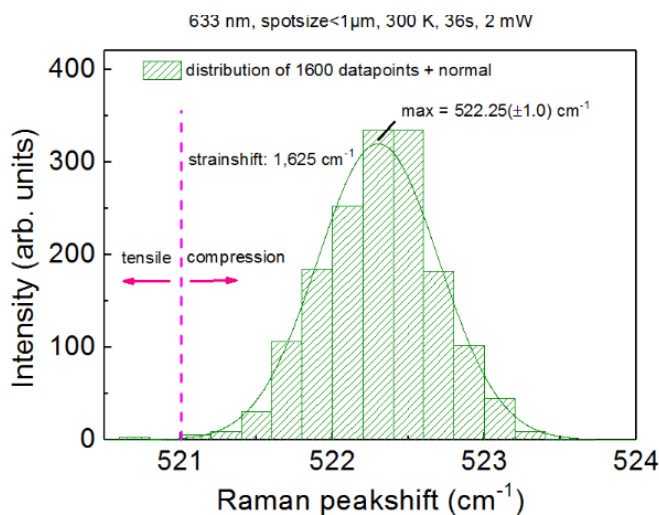 633 nm, spotsize<1µm, 300 K, 36s, 2 mW
400
distribution of 1600 datapoints + normal
max = 522.25(±1.0) cm⁻¹
300
strainshift: 1,625 cm⁻¹
200
tensile compression
100
0
521 522 523 524
Intensity (arb. units)
Raman peakshift (cm⁻¹)